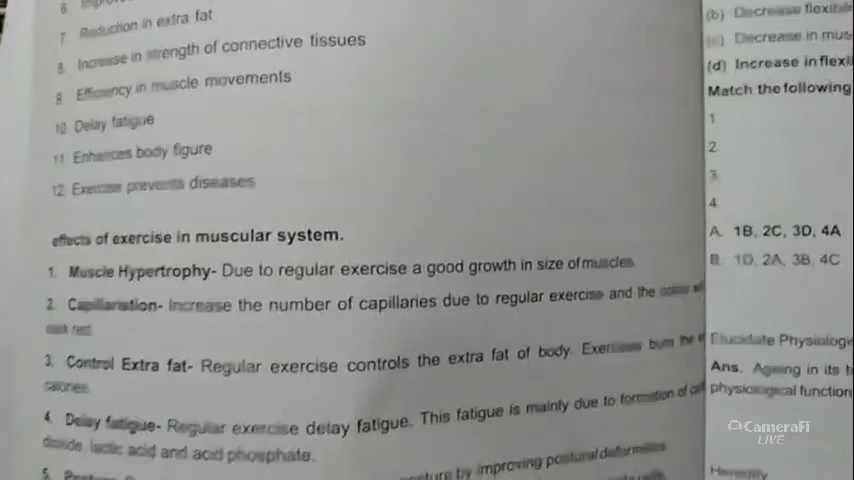 6
7 Reduction in extra fat
8. Increase in strength of connective tissues
9. Efficiency in muscle movements
10. Delay fatigue
11. Enhances body figure
12. Exercise prevents diseases
effects of exercise in muscular system.
1. Muscle Hypertrophy- Due to regular exercise a good growth in size of muscles
2. Capillarisation- Increase the number of capillaries due to regular exercise and the
dark red.
3. Control Extra fat- Regular exercise controls the extra fat of body. Exercises burn the
calories.
4. Delay fatigue- Regular exercise delay fatigue. This fatigue is mainly due to formation of
dioxide, lactic acid and acid phosphate.
5. by improving postural deformities
(b) Decrease
(c) Decrease in
(d) Increase in
Match the following
1
2.
3.
4.
A. 1B, 2C, 3D, 4A
B. 1D, 2A, 3B, 4C
Elucidate
Ans. Ageing in its
physiological function
Heredity
CameraFi
LIVE